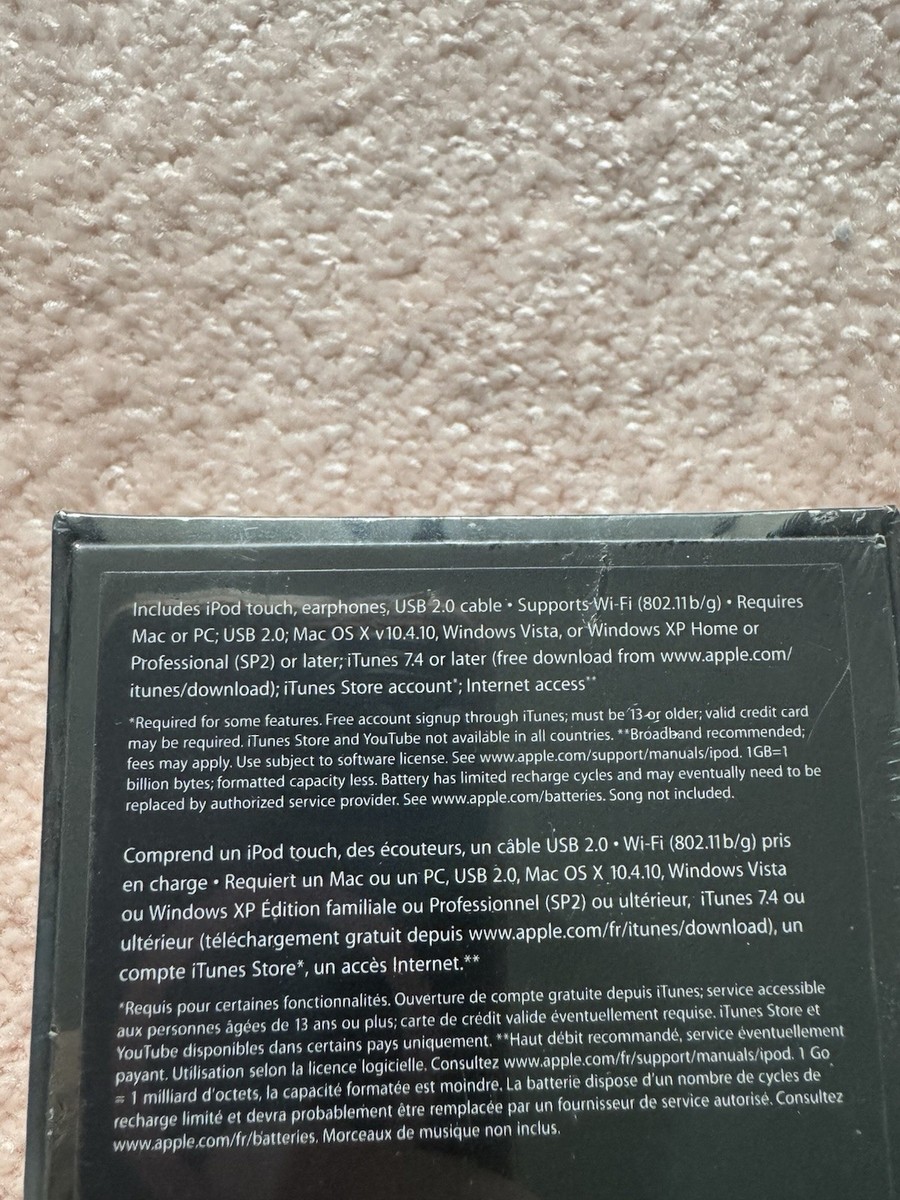 Includes iPod touch, earphones, USB 2.0 cable • Supports Wi-Fi (802.11b/g) • Requires
Mac or PC; USB 2.0; Mac OS X v10.4.10, Windows Vista, or Windows XP Home or
Professional (SP2) or later; iTunes 7.4 or later (free download from www.apple.com/
itunes/download); iTunes Store account*; Internet access**
*Required for some features. Free account signup through iTunes; must be 13 or older; valid credit card
may be required. iTunes Store and YouTube not available in all countries. **Broadband recommended;
fees may apply. Use subject to software license. See www.apple.com/support/manuals/ipod. 1GB=1
billion bytes; formatted capacity less. Battery has limited recharge cycles and may eventually need to be
replaced by authorized service provider. See www.apple.com/batteries. Song not included.
Comprend un iPod touch, des écouteurs, un câble USB 2.0 • Wi-Fi (802.11b/g) pris
en charge • Requiert un Mac ou un PC, USB 2.0, Mac OS X 10.4.10, Windows Vista
ou Windows XP Édition familiale ou Professionnel (SP2) ou ultérieur, iTunes 7.4 ou
ultérieur (téléchargement gratuit depuis www.apple.com/fr/itunes/download), un
compte iTunes Store*, un accès Internet.**
*Requis pour certaines fonctionnalités. Ouverture de compte gratuite depuis iTunes; service accessible
aux personnes âgées de 13 ans ou plus; carte de crédit valide éventuellement requise. iTunes Store et
YouTube disponibles dans certains pays uniquement. **Haut débit recommandé, service éventuellement
payant. Utilisation selon la licence logicielle. Consultez www.apple.com/fr/support/manuals/ipod. 1 Go
= 1 milliard d'octets, la capacité formatée est moindre. La batterie dispose d'un nombre de cycles de
recharge limité et devra probablement être remplacée par un fournisseur de service autorisé. Consultez
www.apple.com/fr/batteries. Morceaux de musique non inclus.